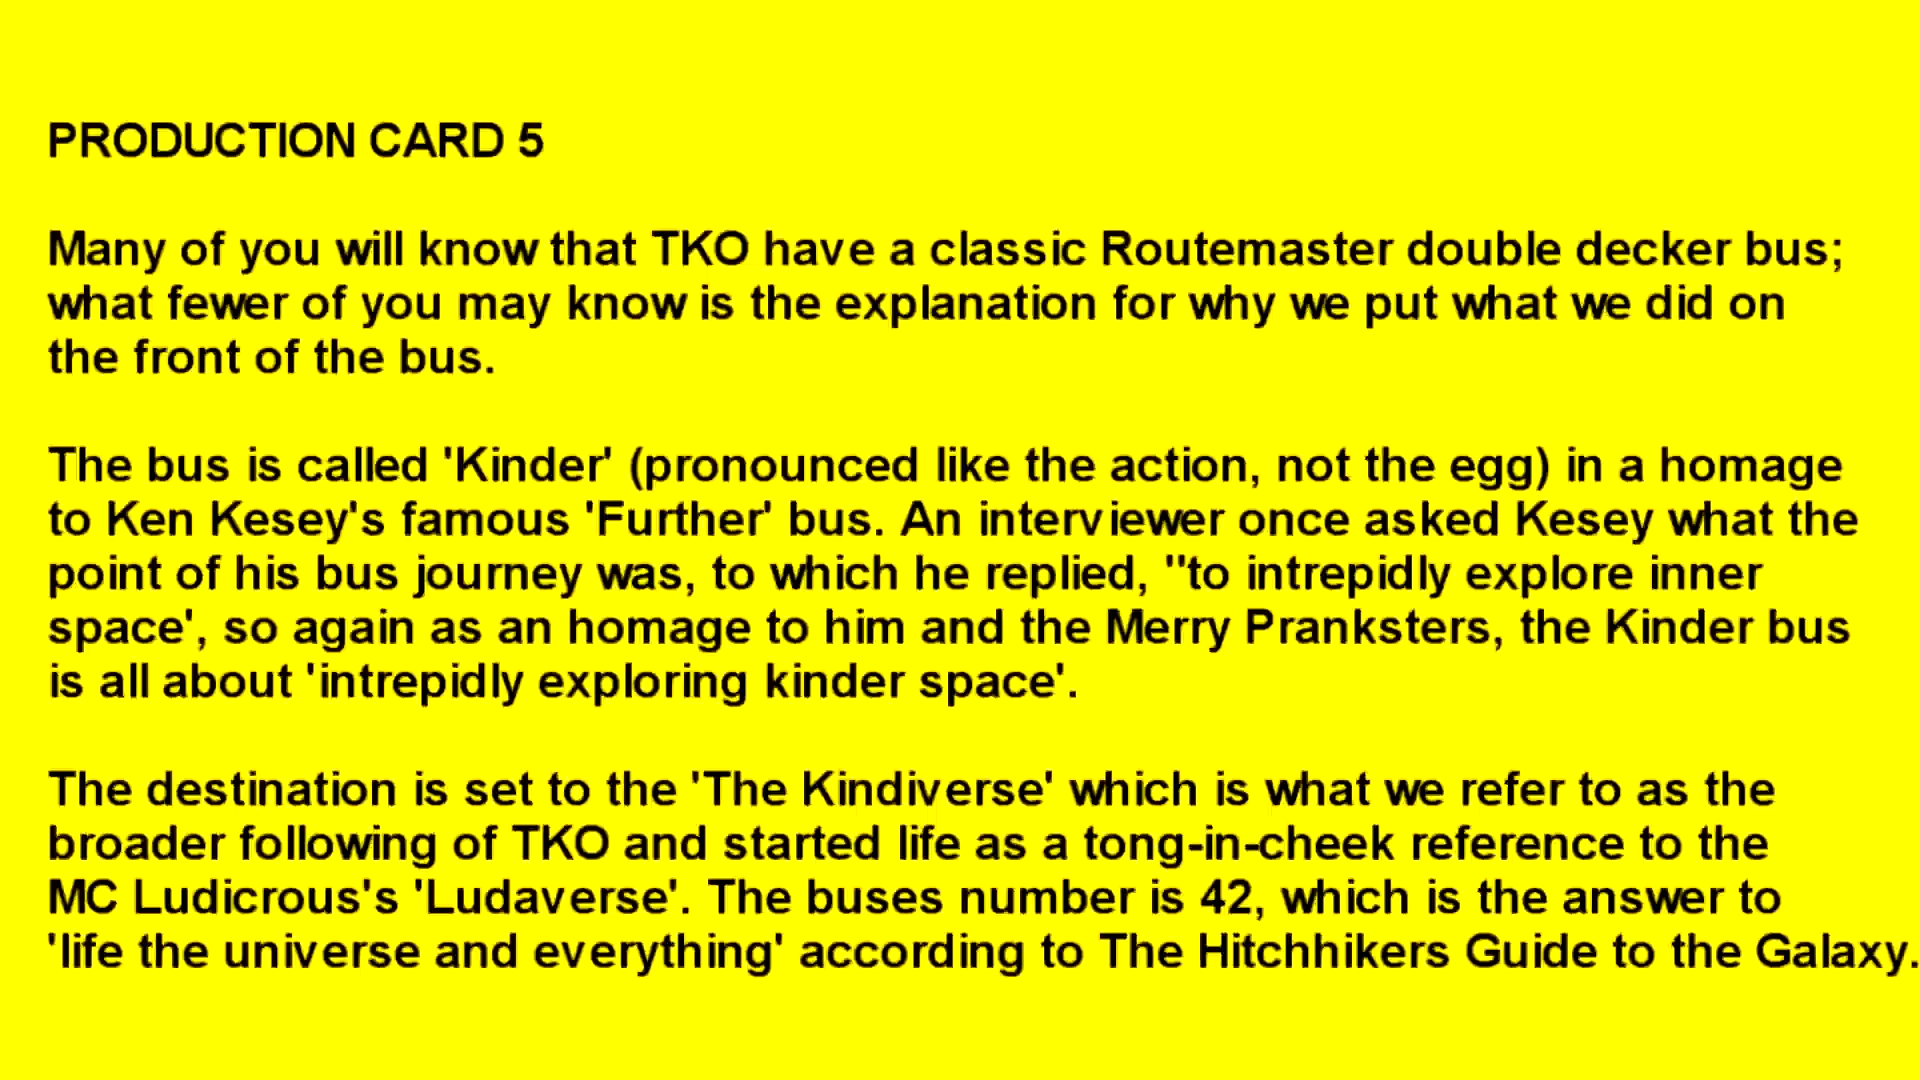 PRODUCTION CARD 5
Many of you will know that TKO have a classic Routemaster double decker bus;
what fewer of you may know is the explanation for why we put what we did on
the front of the bus.
The bus is called 'Kinder' (pronounced like the action, not the egg) in a homage
to Ken Kesey's famous 'Further' bus. An interviewer once asked Kesey what the
point of his bus journey was, to which he replied, "to intrepidly explore inner
space', so again as an homage to him and the Merry Pranksters, the Kinder bus
is all about 'intrepidly exploring kinder space'.
The destination is set to the 'The Kindiverse' which is what we refer to as the
broader following of TKO and started life as a tong-in-cheek reference to the
MC Ludicrous's 'Ludaverse'. The buses number is 42, which is the answer to
'life the universe and everything' according to The Hitchhikers Guide to the Galaxy.